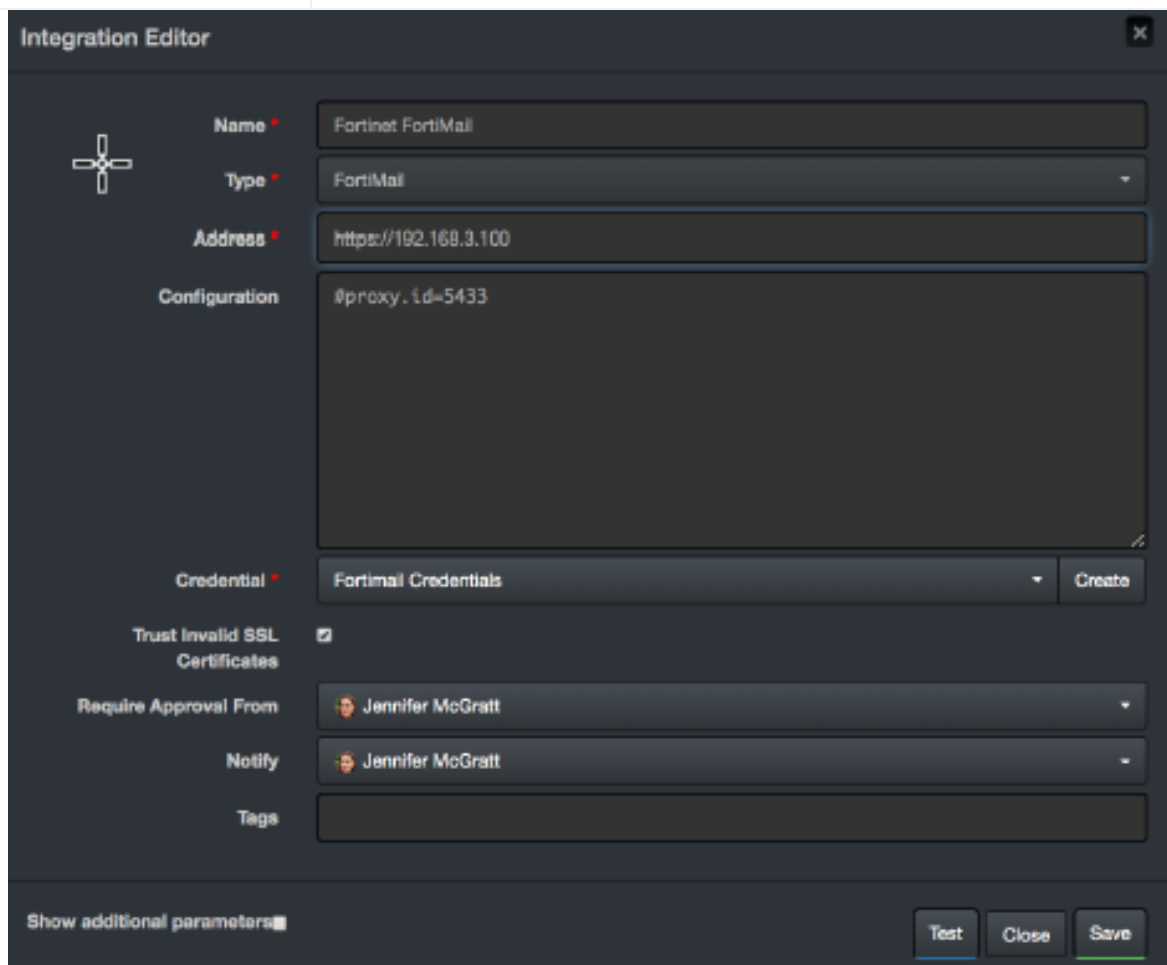 Integration Editor
Name *
Fortinet FortiMail
Type *
FortiMail
Address *
https://192.168.3.100
Configuration
#proxy.id=5433
Credential *
Fortimail Credentials
Create
Trust Invalid SSL
Certificates
Require Approval From
Jennifer McGratt
Notify
Jennifer McGratt
Tags
Show additional parameters
Test
Close
Save